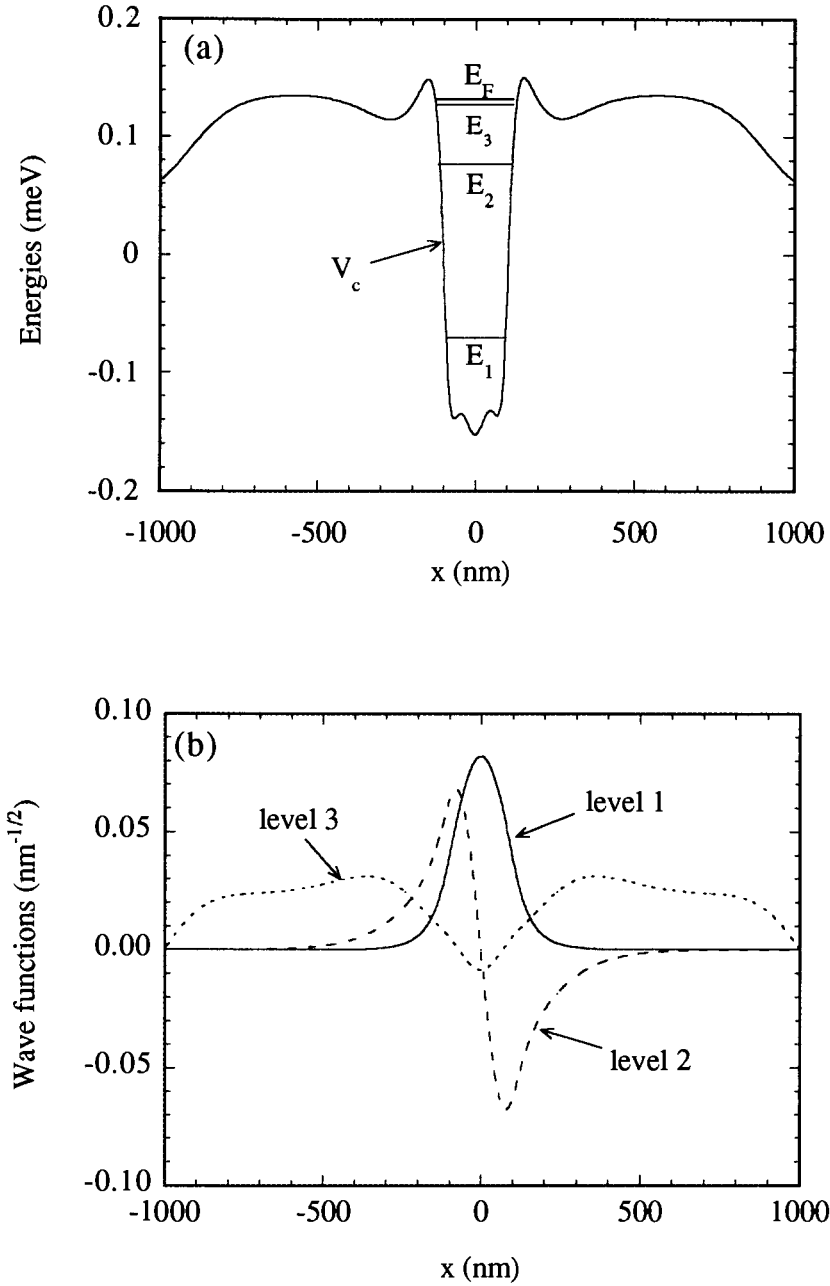 (a)
0.2
0.1
0
-0.1
-0.2
Energies (meV)
E_F
E_3
E_2
V_c
E_1
-1000 -500 0 500 1000
x (nm)
(b)
0.10
0.05
0.00
-0.05
-0.10
Wave functions (nm^-1/2)
level 3
level 1
level 2
-1000 -500 0 500 1000
x (nm)